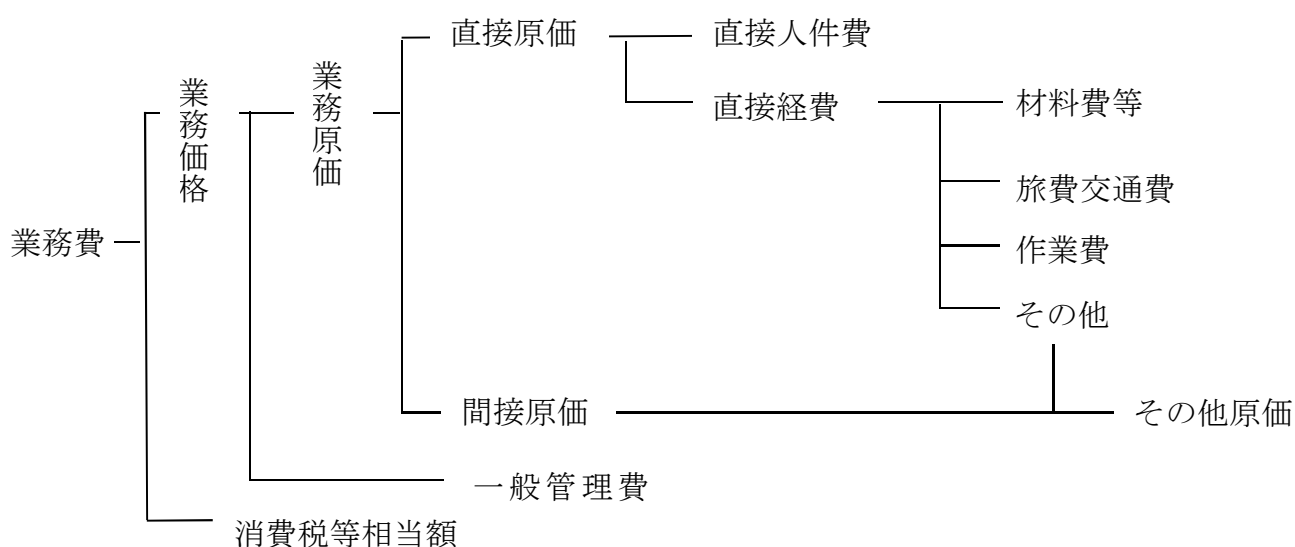 業務費
業務価格
業務原価
直接原価
直接人件費
直接経費
材料費等
旅費交通費
作業費
その他
間接原価
その他原価
一般管理費
消費税等相当額